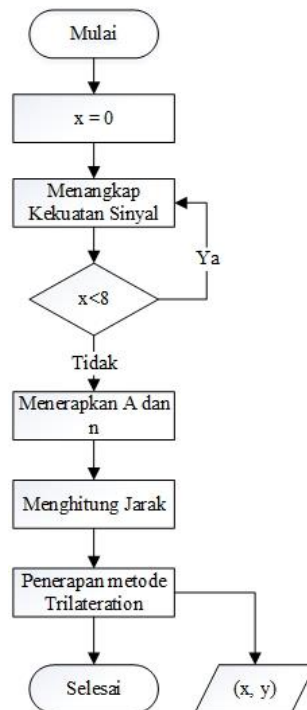 Mulai
x = 0
Menangkap
Kekuatan Sinyal
Ya
x<8
Tidak
Menerapkan A dan
n
Menghitung Jarak
Penerapan metode
Trilateration
Selesai
(x, y)